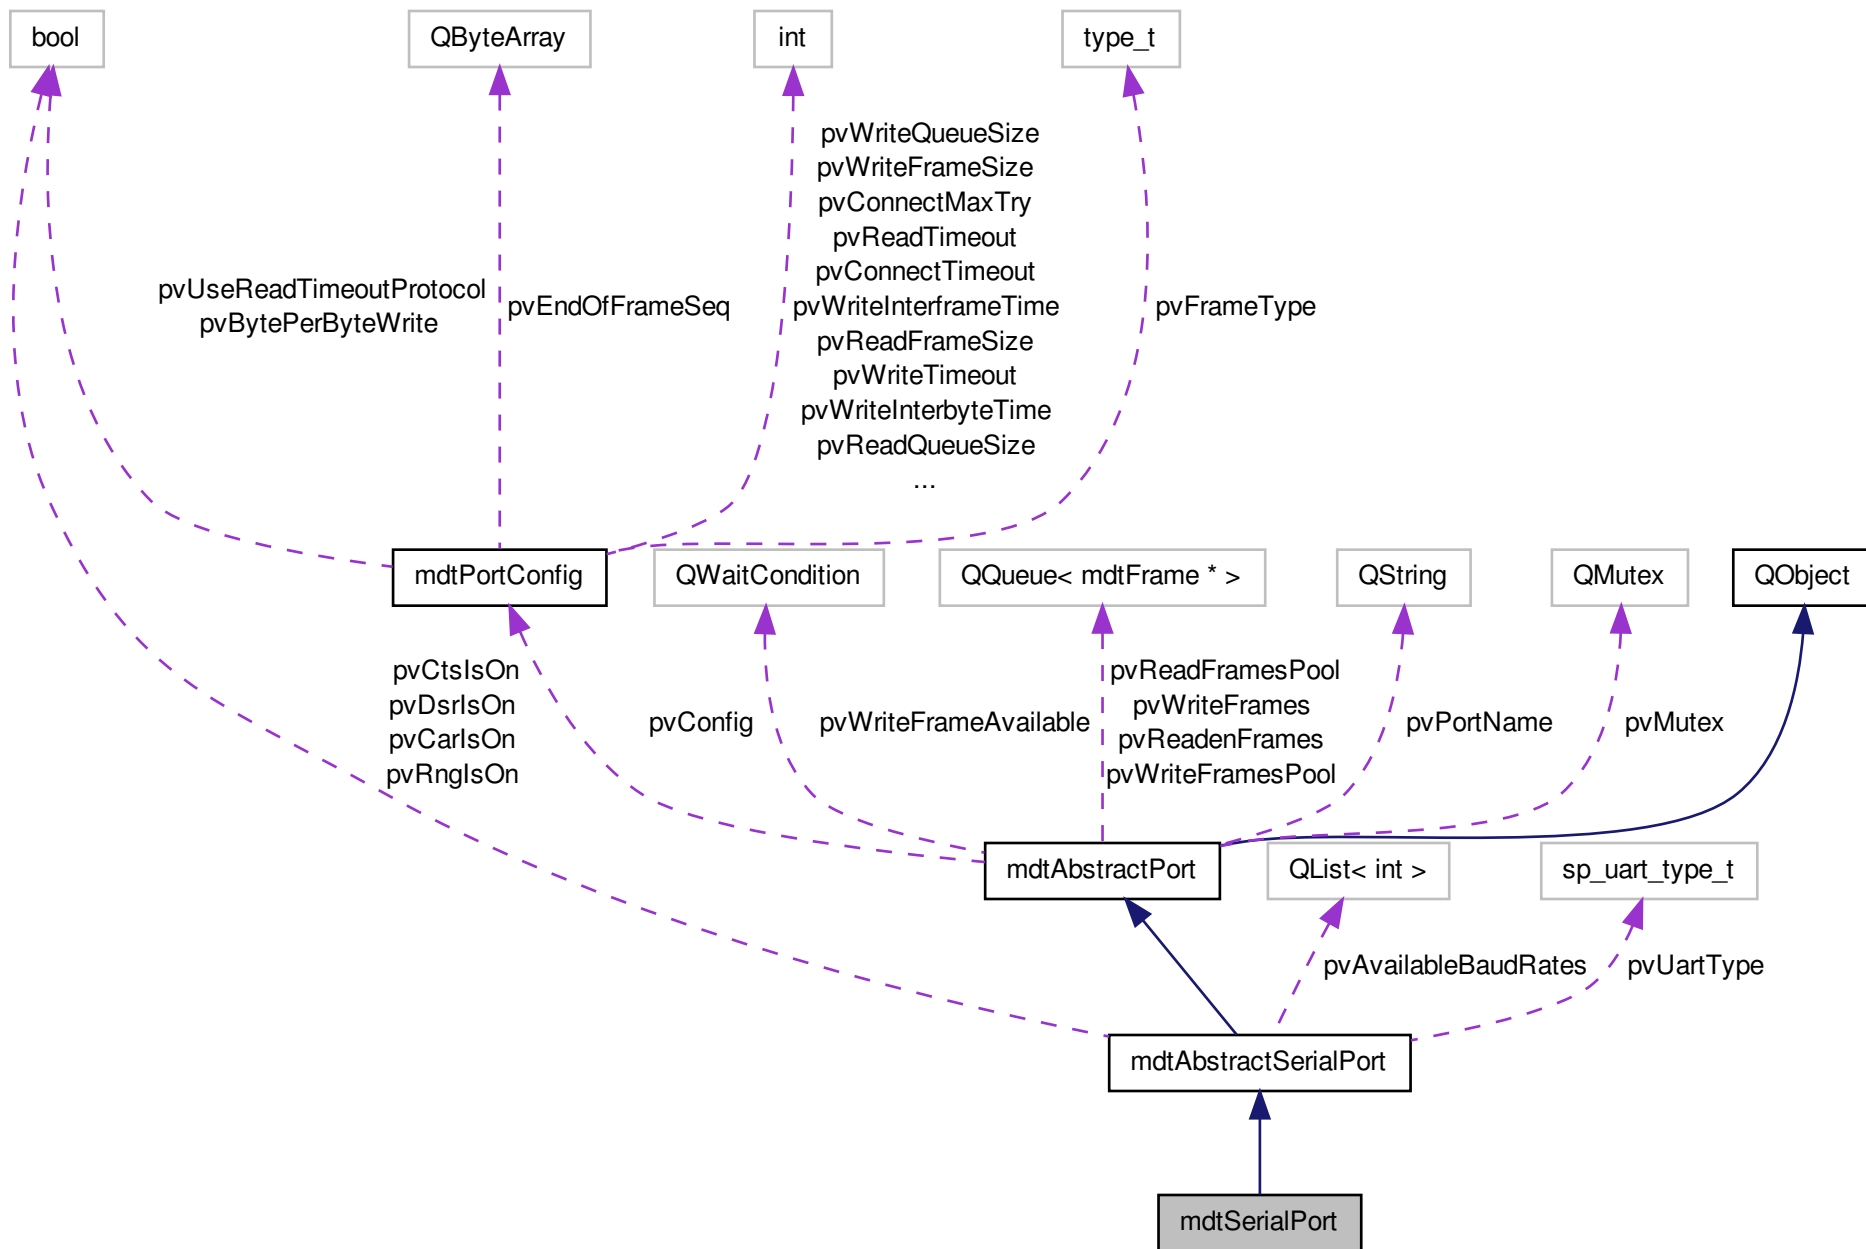 bool
QByteArray
int
type_t
pvWriteQueueSize
pvWriteFrameSize
pvConnectMaxTry
pvReadTimeout
pvConnectTimeout
pvWriteInterframeTime
pvReadFrameSize
pvWriteTimeout
pvWriteInterbyteTime
pvReadQueueSize
...
pvUseReadTimeoutProtocol
pvBytePerByteWrite
pvEndOfFrameSeq
pvFrameType
mdtPortConfig
QWaitCondition
QQueue< mdtFrame * >
QString
QMutex
QObject
pvCtsIsOn
pvDsrIsOn
pvCarIsOn
pvRngIsOn
pvConfig
pvWriteFrameAvailable
pvReadFramesPool
pvWriteFrames
pvReadenFrames
pvWriteFramesPool
pvPortName
pvMutex
mdtAbstractPort
QList< int >
sp_uart_type_t
pvAvailableBaudRates
pvUartType
mdtAbstractSerialPort
mdtSerialPort